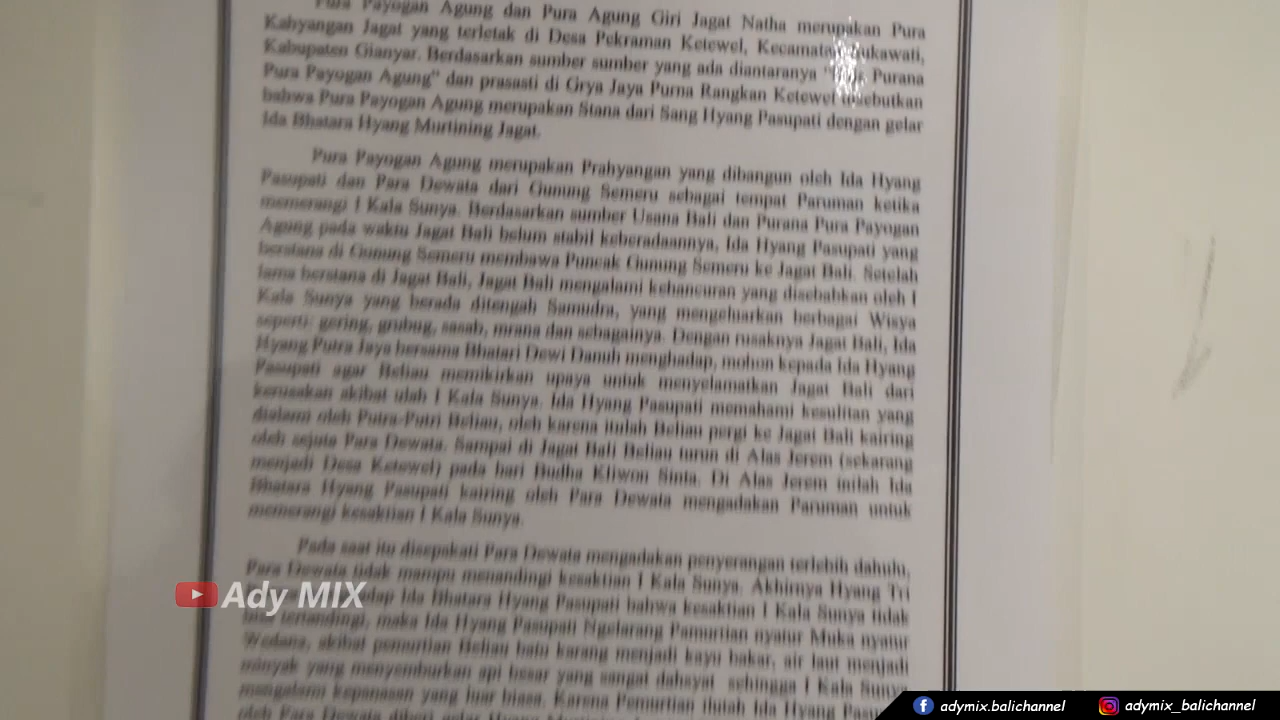 Pura Payogan Agung dan Pura Agung Giri Jagat Natha merupakan Pura
Kahyangan Jagat yang terletak di Desa Pekraman Ketewel, Kecamatan Sukawati,
Kabupaten Gianyar. Berdasarkan sumber sumber yang ada diantaranya Purana
Pura Payogan Agung" dan prasasti di Grya Jaya Purna Rangkan Ketewel disebutkan
bahwa Pura Payogan Agung merupakan Stana dari Sang Hyang Pasupati dengan gelar
Ida Bhatara Hyang Murtining Jagat.
Pura Payogan Agung merupakan Prahyangan yang dibangun oleh Ida Hyang
Pasupati dan Para Dewata dari Gunung Semeru sebagai tempat Paruman ketika
memerangi I Kala Sunya. Berdasarkan sumber Usana Bali dan Purana Pura Payogan
Agung pada waktu Jagat Bali belum stabil keberadaannya, Ida Hyang Pasupati yang
berstana di Gunung Semeru membawa Puncak Gunung Semeru ke Jagat Bali. Setelah
lama berstana di Jagat Bali, Jagat Bali mengalami kehancuran yang disebabkan oleh I
Kala Sunya yang berada ditengah Samudra, yang mengeluarkan berbagai Wisya
seperti: gering, grubug, sasab, mrana dan sebagainya. Dengan rusaknya Jagat Bali, Ida
Hyang Putra Jaya bersama Bhatari Dewi Danuh menghadap, mohon kepada Ida Hyang
Pasupati agar Beliau memikirkan upaya untuk menyelamatkan Jagat Bali dari
kerusakan akibat ulah I Kala Sunya. Ida Hyang Pasupati memahami kesulitan yang
dialami oleh Putra-Putri Beliau, oleh karena itulah Beliau pergi ke Jagat Bali kairing
oleh sejuta Para Dewata. Sampai di Jagat Bali Beliau turun di Alas Jerem (sekarang
menjadi Desa Ketewel) pada hari Budha Kliwon Sinta. Di Alas Jerem inilah Ida
Bhatara Hyang Pasupati kairing oleh Para Dewata mengadakan Paruman untuk
memerangi kesaktian I Kala Sunya.
Pada saat itu disepakati Para Dewata mengadakan penyerangan terlebih dahulu,
Para Dewata tidak mampu menandingi kesaktian I Kala Sunya. Akhirnya Hyang Tri
Ida Bhatara Hyang Pasupati bahwa kesaktian I Kala Sunya tidak
bisa tertandingi, maka Ida Hyang Pasupati Ngelarang Pamurtian nyatur Muka nyatur
Wedana, akibat pemurtian Beliau batu karang menjadi kayu bakar, air laut menjadi
minyak yang menyemburkan api besar yang sangat dahsyat sehingga I Kala Sunya
mengalami kepanasan yang luar biasa. Karena Pemurtian itulah Ida Hyang
oleh Para Dewata diberi gelar Hyang
Ady MIX
adymix.balichannel
adymix_balichannel